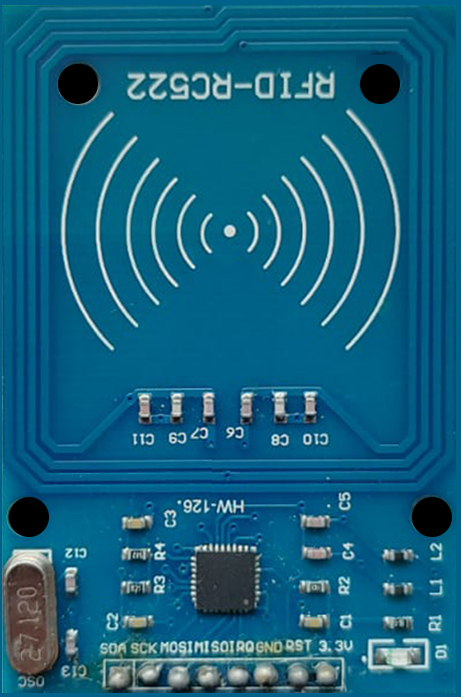 RFID-RC522
C11 C9 C7 C6 C8 C10
HW-126.
C3 C5
C12 R4 C4 L2
R3 R2 L1
C2 C1 R1
27.120
OSC C13 D1
SDA SCK MOSI MISO IRQ GND RST 3.3V